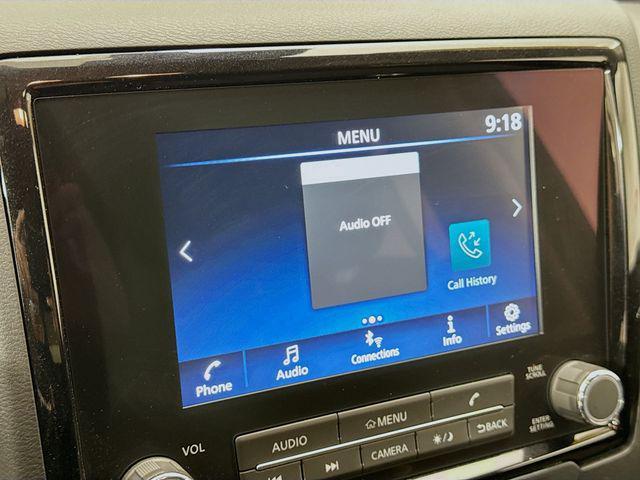 MENU
9:18
Audio OFF
Call History
Phone
Audio
Connections
Info
Settings
TUNE
SCROLL
ENTER
SETTING
VOL
AUDIO
MENU
CAMERA
BACK